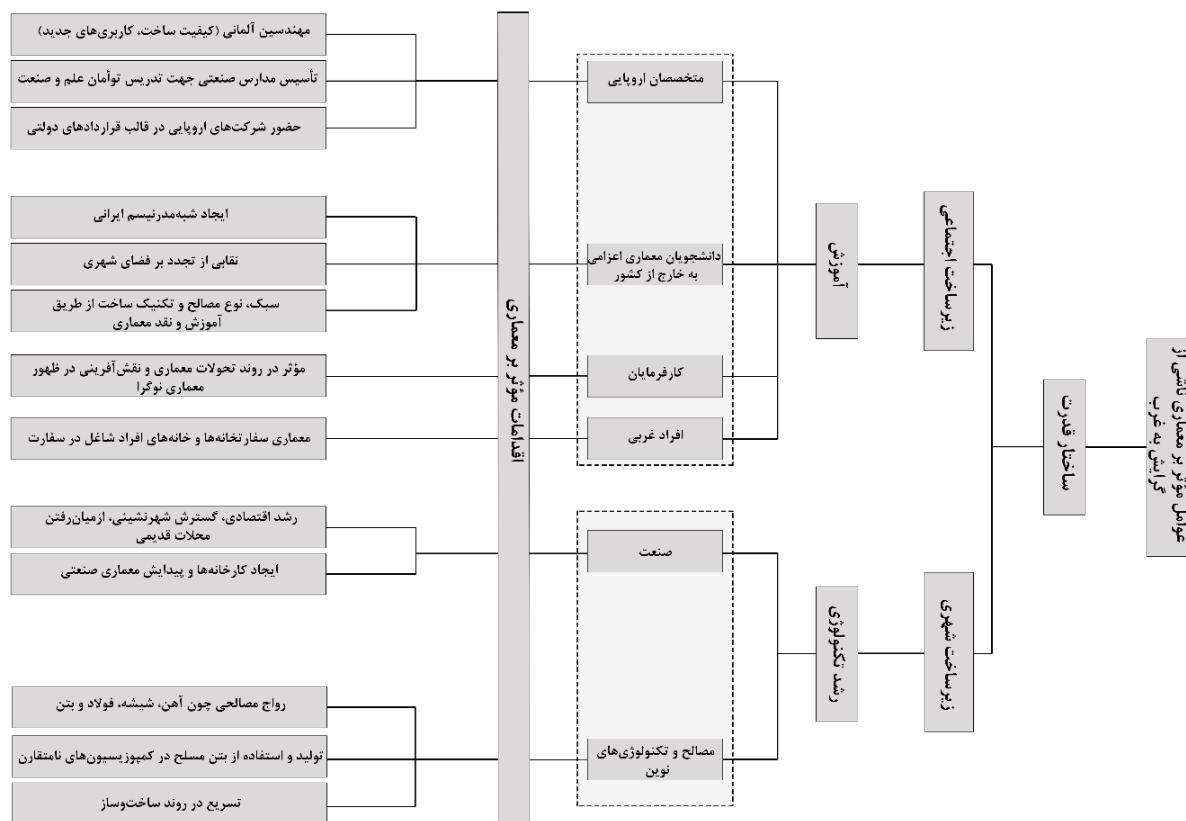 عوامل مؤثر بر معماری ناشی از
گرایش به غرب
ساختار قدرت
زیرساخت اجتماعی
آموزش
متخصصان اروپایی
دانشجویان معماری اعزامی
به خارج از کشور
کارفرمایان
افراد غربی
زیرساخت شهری
رشد تکنولوژی
صنعت
مصالح و تکنولوژی‌های
نوین
اقدامات مؤثر بر معماری
مهندسین آلمانی (کیفیت ساخت، کاربری‌های جدید)
تأسیس مدارس صنعتی جهت تدریس توأمان علم و صنعت
حضور شرکت‌های اروپایی در قالب قراردادهای دولتی
ایجاد شبه‌مدرنیسم ایرانی
نقابی از تجدد بر فضای شهری
سبک، نوع مصالح و تکنیک ساخت از طریق
آموزش و نقد معماری
مؤثر در روند تحولات معماری و نقش‌آفرینی در ظهور
معماری نوگرا
معماری سفارتخانه‌ها و خانه‌های افراد شاغل در سفارت
رشد اقتصادی، گسترش شهرنشینی، ازمیان‌رفتن
محلات قدیمی
ایجاد کارخانه‌ها و پیدایش معماری صنعتی
رواج مصالحی چون آهن، شیشه، فولاد و بتن
تولید و استفاده از بتن مسلح در کمپوزیسیون‌های نامتقارن
تسریع در روند ساخت‌وساز